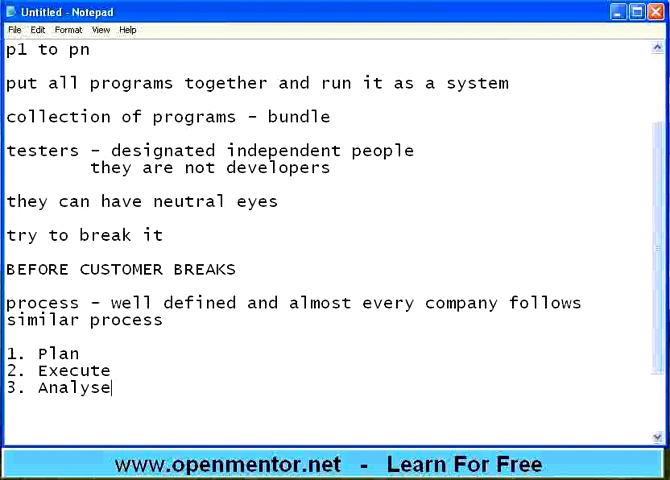 Untitled - Notepad
File Edit Format View Help
p1 to pn
put all programs together and run it as a system
collection of programs - bundle
testers - designated independent people
they are not developers
they can have neutral eyes
try to break it
BEFORE CUSTOMER BREAKS
process - well defined and almost every company follows
similar process
1. Plan
2. Execute
3. Analyse
www.openmentor.net - Learn For Free